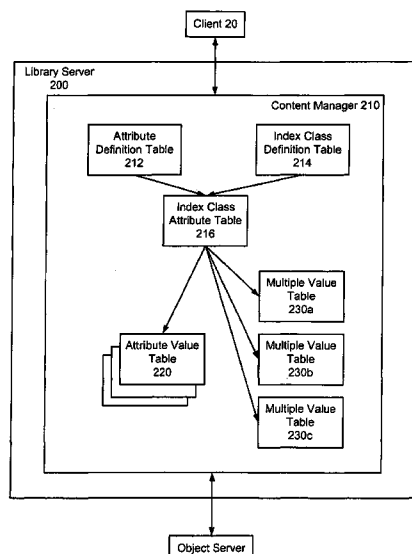 Client 20
Library Server
200
Content Manager 210
Attribute
Definition Table
212
Index Class
Definition Table
214
Index Class
Attribute Table
216
Multiple Value
Table
230a
Attribute Value
Table
220
Multiple Value
Table
230b
Multiple Value
Table
230c
Object Server